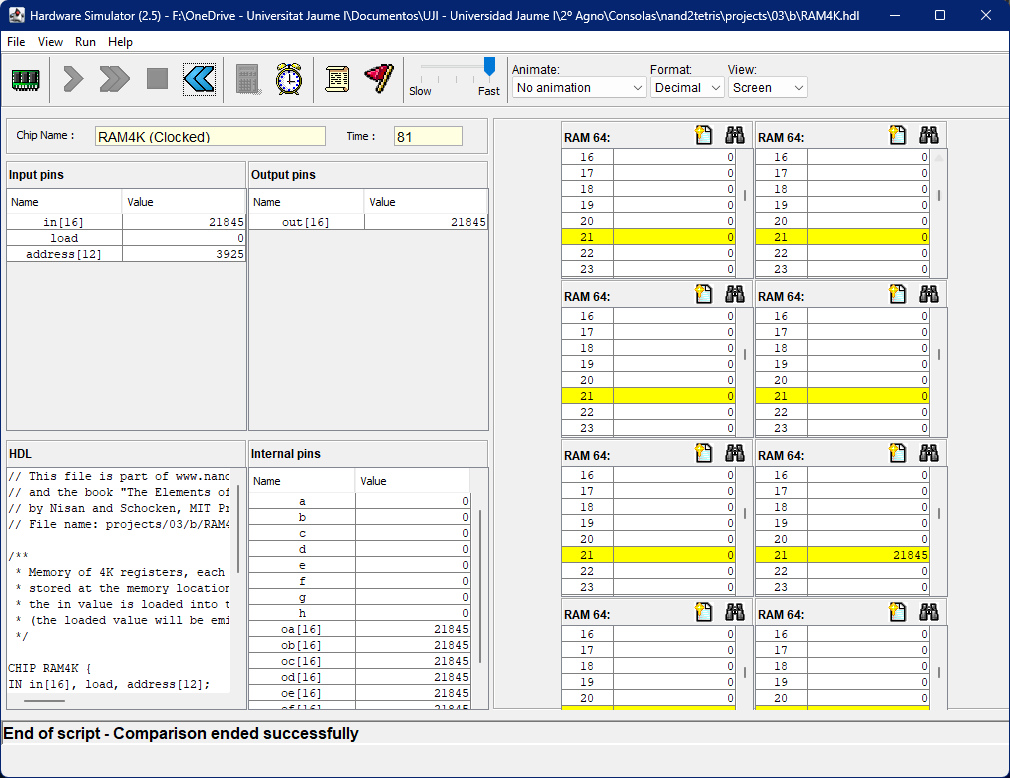 Hardware Simulator (2.5) - F:\OneDrive - Universitat Jaume I\Documentos\UJI - Universidad Jaume I\2º Agno\Consolas\nand2tetris\projects\03\b\RAM4K.hdl
File View Run Help
Slow Fast
Animate: Format: View:
No animation Decimal Screen
Chip Name : RAM4K (Clocked) Time : 81
Input pins
Name Value
in[16] 21845
load 0
address[12] 3925
Output pins
Name Value
out[16] 21845
HDL
// This file is part of www.nand
// and the book "The Elements of
// by Nisan and Schocken, MIT Pr
// File name: projects/03/b/RAM4
/**
* Memory of 4K registers, each
* stored at the memory location
* the in value is loaded into t
* (the loaded value will be emi
*/
CHIP RAM4K {
IN in[16], load, address[12];
Internal pins
Name Value
a 0
b 0
c 0
d 0
e 0
f 0
g 0
h 0
oa[16] 21845
ob[16] 21845
oc[16] 21845
od[16] 21845
oe[16] 21845
of[16] 21845
RAM 64: RAM 64:
16 0 16 0
17 0 17 0
18 0 18 0
19 0 19 0
20 0 20 0
21 0 21 0
22 0 22 0
23 0 23 0
RAM 64: RAM 64:
16 0 16 0
17 0 17 0
18 0 18 0
19 0 19 0
20 0 20 0
21 0 21 0
22 0 22 0
23 0 23 0
RAM 64: RAM 64:
16 0 16 0
17 0 17 0
18 0 18 0
19 0 19 0
20 0 20 0
21 0 21 21845
22 0 22 0
23 0 23 0
RAM 64: RAM 64:
16 0 16 0
17 0 17 0
18 0 18 0
19 0 19 0
20 0 20 0
End of script - Comparison ended successfully